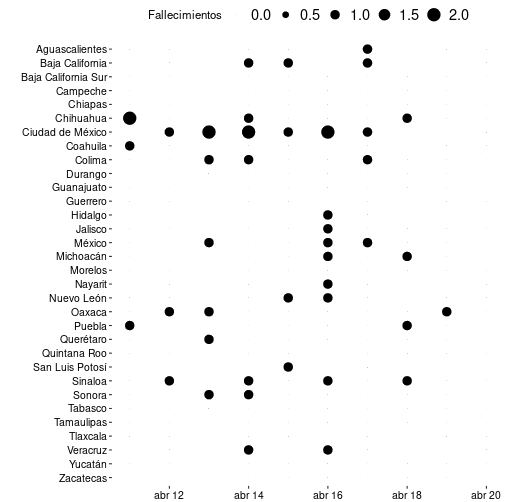 Fallecimientos 0.0 0.5 1.0 1.5 2.0
Aguascalientes
Baja California
Baja California Sur
Campeche
Chiapas
Chihuahua
Ciudad de México
Coahuila
Colima
Durango
Guanajuato
Guerrero
Hidalgo
Jalisco
México
Michoacán
Morelos
Nayarit
Nuevo León
Oaxaca
Puebla
Querétaro
Quintana Roo
San Luis Potosí
Sinaloa
Sonora
Tabasco
Tamaulipas
Tlaxcala
Veracruz
Yucatán
Zacatecas
abr 12 abr 14 abr 16 abr 18 abr 20